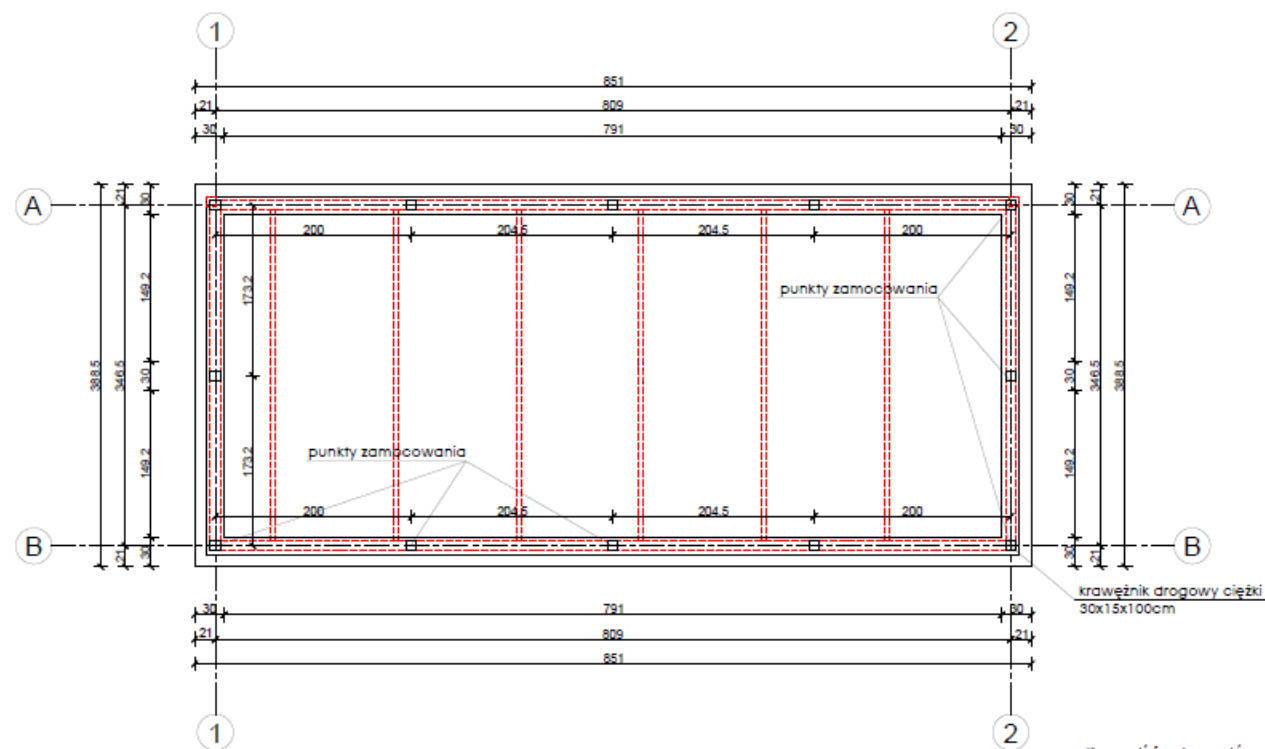 1 2
851
21 809 21
30 791 30
A A
200 204.5 204.5 200
388.5 346.5 21 30 149.2 30 149.2 30 21
173.2 173.2
30 149.2 30 149.2 30 21 346.5 21 388.5
punkty zamocowania
punkty zamocowania
200 204.5 204.5 200
B B
krawężnik drogowy ciężki
30x15x100cm
30 791 30
21 809 21
851
1 2